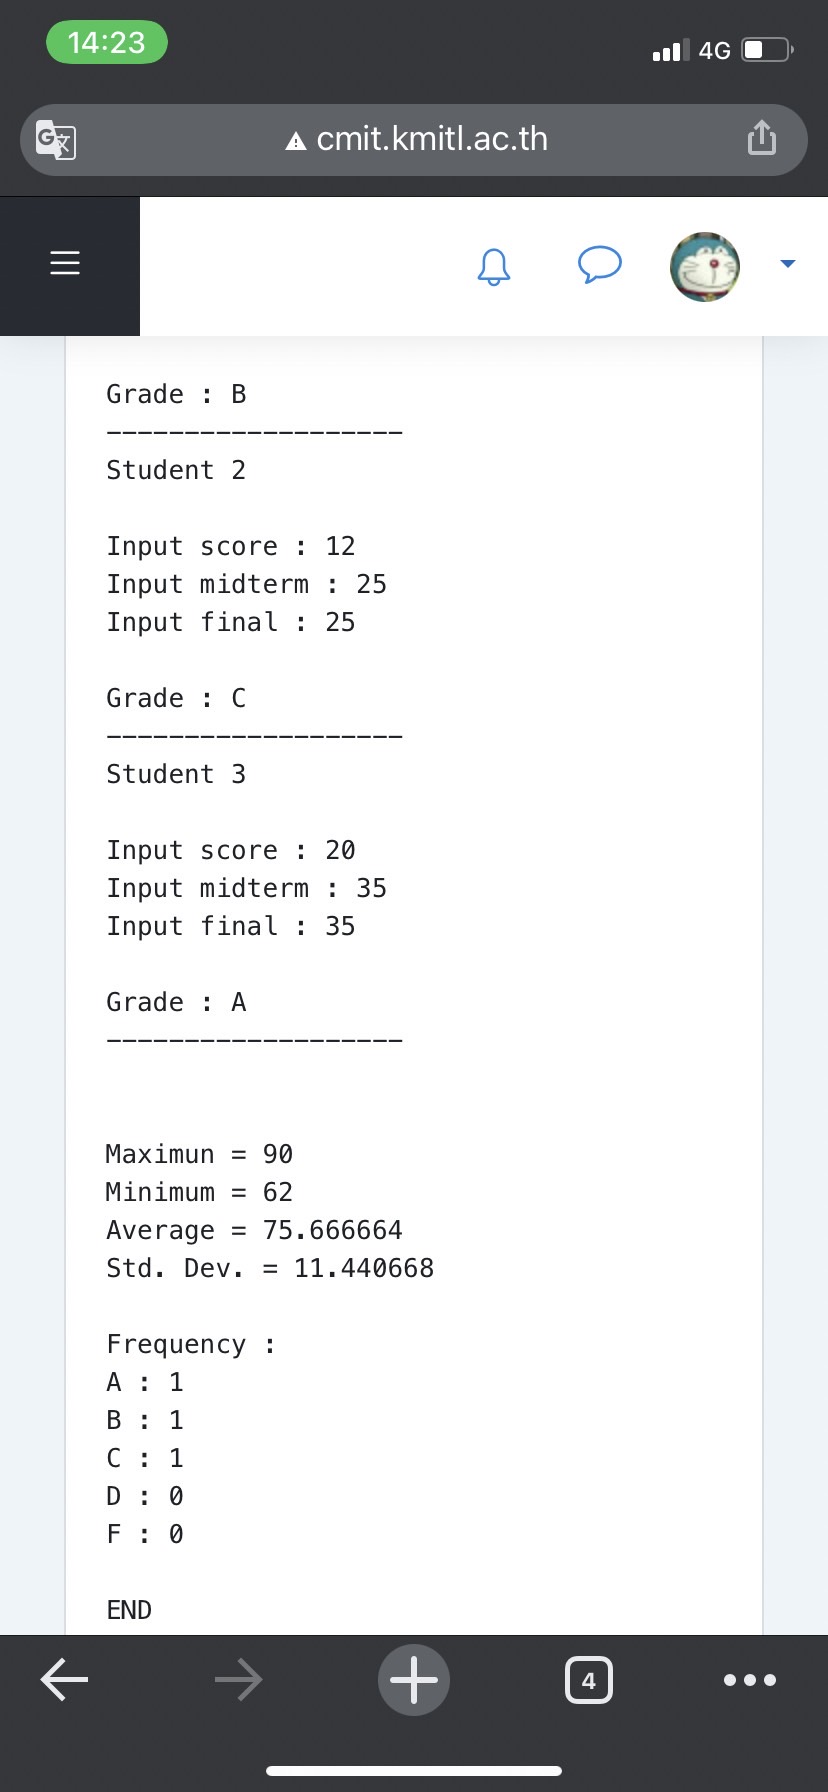 14:23
4G
cmit.kmitl.ac.th
Grade : B
-------------------
Student 2
Input score : 12
Input midterm : 25
Input final : 25
Grade : C
-------------------
Student 3
Input score : 20
Input midterm : 35
Input final : 35
Grade : A
-------------------
Maximun = 90
Minimum = 62
Average = 75.666664
Std. Dev. = 11.440668
Frequency :
A : 1
B : 1
C : 1
D : 0
F : 0
END
4